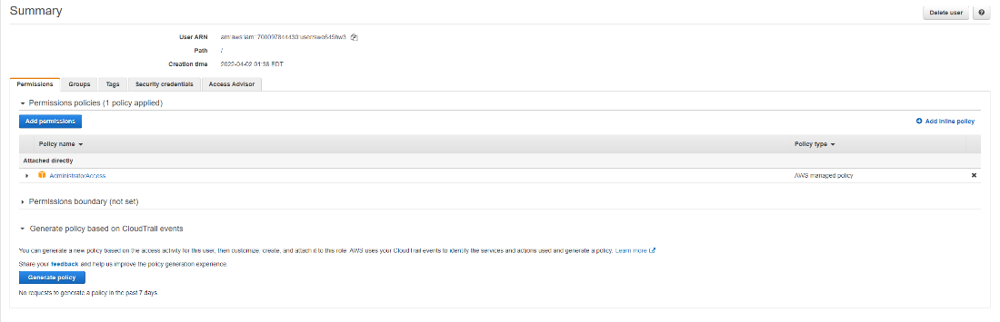 Summary
Delete user
User ARN arn:aws:iam::700097844430:user/swe645hw3
Path /
Creation time 2022-04-02 01:38 EDT
Permissions Groups Tags Security credentials Access Advisor
Permissions policies (1 policy applied)
Add permissions Add inline policy
Policy name Policy type
Attached directly
AdministratorAccess AWS managed policy
Permissions boundary (not set)
Generate policy based on CloudTrail events
You can generate a new policy based on the access activity for this user, then customize, create, and attach it to this role. AWS uses your CloudTrail events to identify the services and actions used and generate a policy. Learn more
Share your feedback and help us improve the policy generation experience.
Generate policy
No requests to generate a policy in the past 7 days